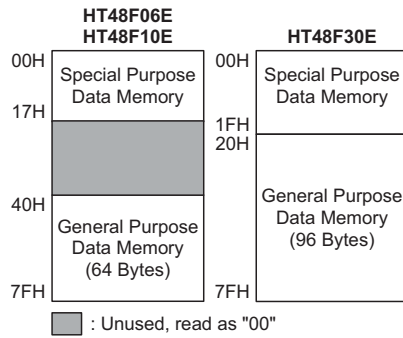 HT48F06E
HT48F10E
00H
Special Purpose
Data Memory
17H
40H
General Purpose
Data Memory
(64 Bytes)
7FH
HT48F30E
00H
Special Purpose
Data Memory
1FH
20H
General Purpose
Data Memory
(96 Bytes)
7FH
: Unused, read as "00"